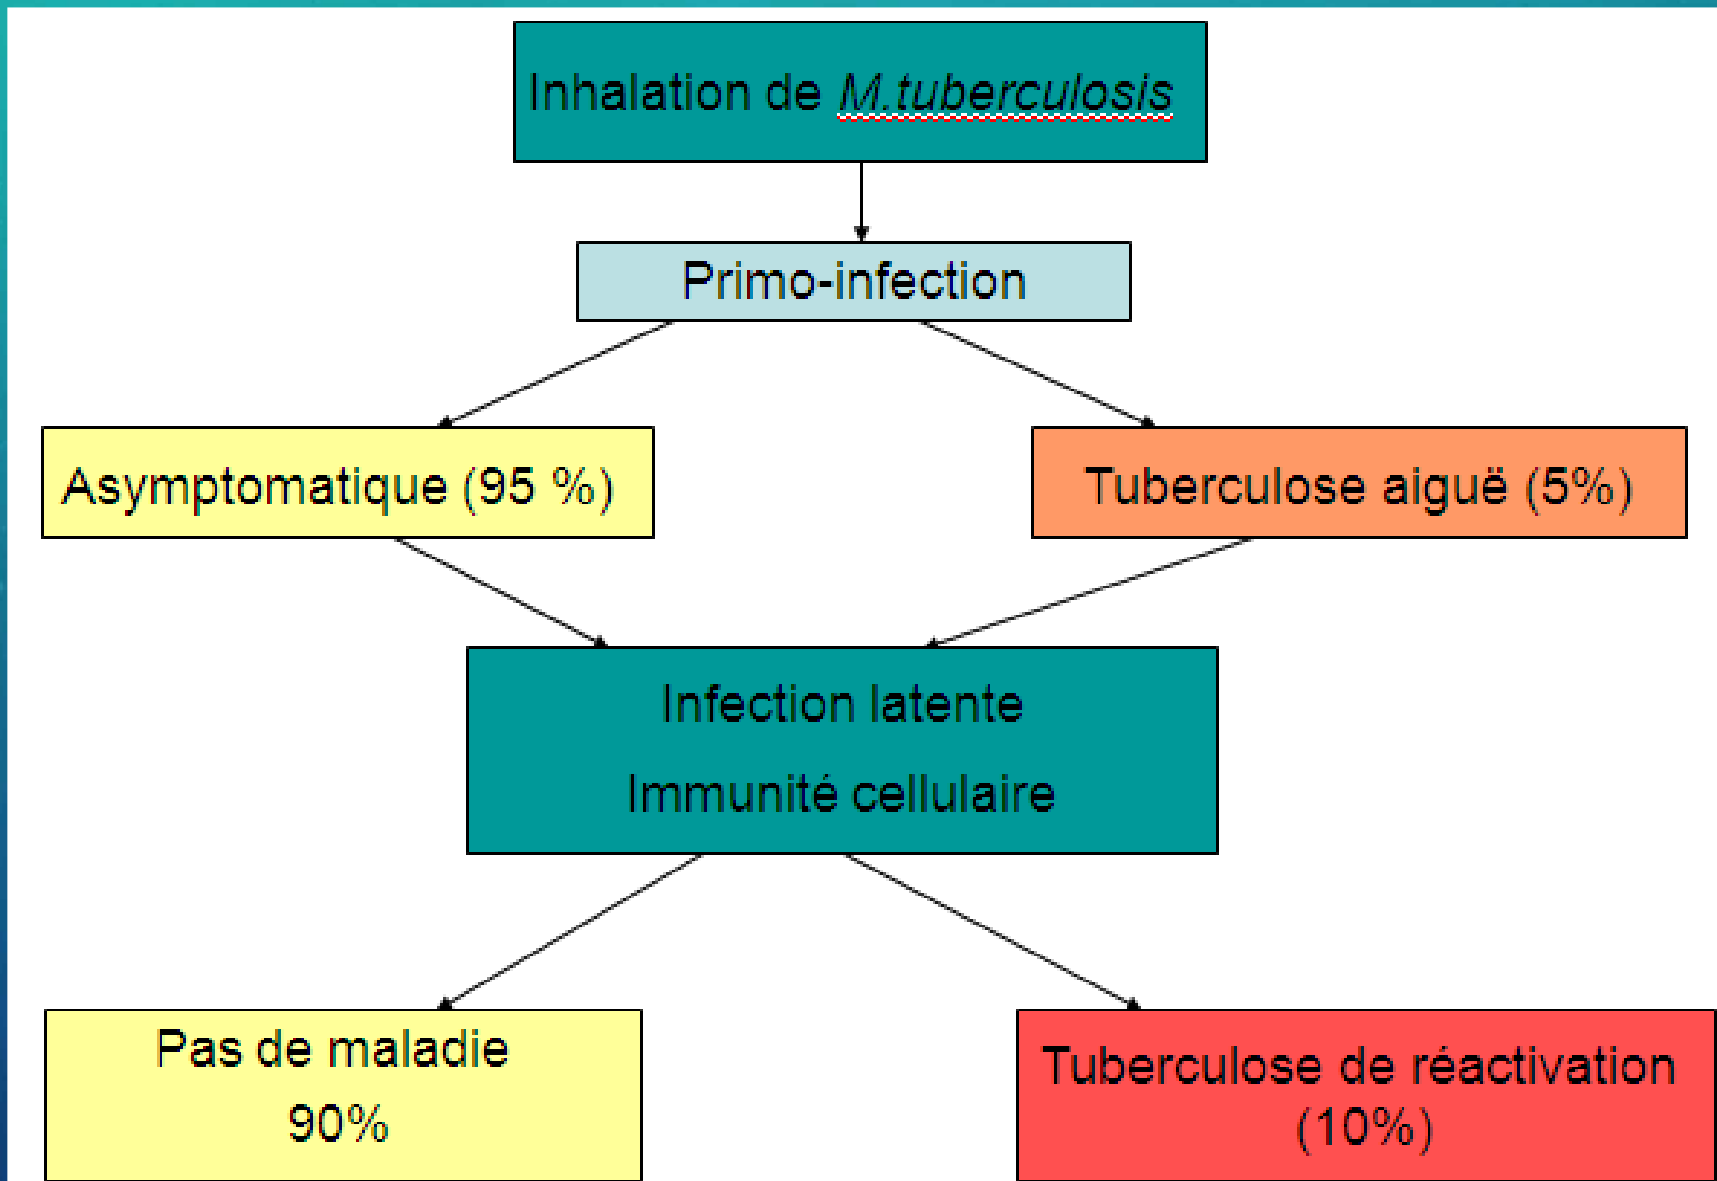 Inhalation de M.tuberculosis
Primo-infection
Asymptomatique (95 %)
Tuberculose aiguë (5%)
Infection latente
Immunité cellulaire
Pas de maladie
90%
Tuberculose de réactivation
(10%)